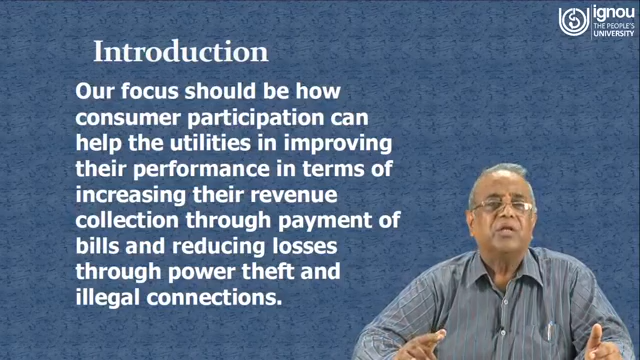 ignou
THE PEOPLE'S
UNIVERSITY
Introduction
Our focus should be how
consumer participation can
help the utilities in improving
their performance in terms of
increasing their revenue
collection through payment of
bills and reducing losses
through power theft and
illegal connections.